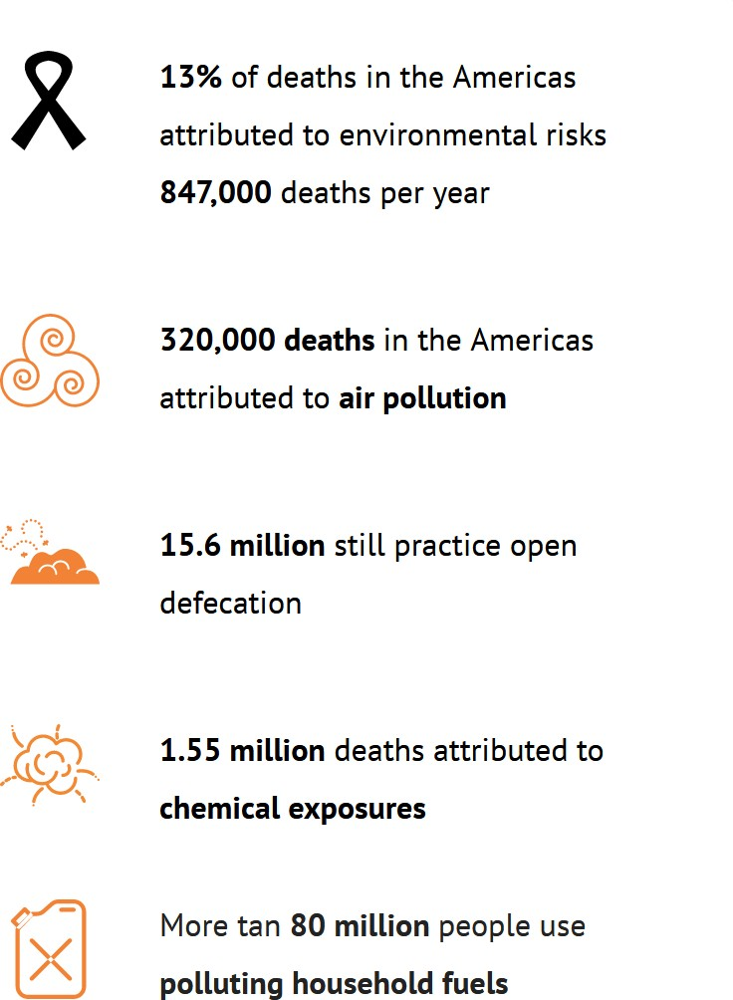 13% of deaths in the Americas
attributed to environmental risks
847,000 deaths per year
320,000 deaths in the Americas
attributed to air pollution
15.6 million still practice open
defecation
1.55 million deaths attributed to
chemical exposures
More tan 80 million people use
polluting household fuels